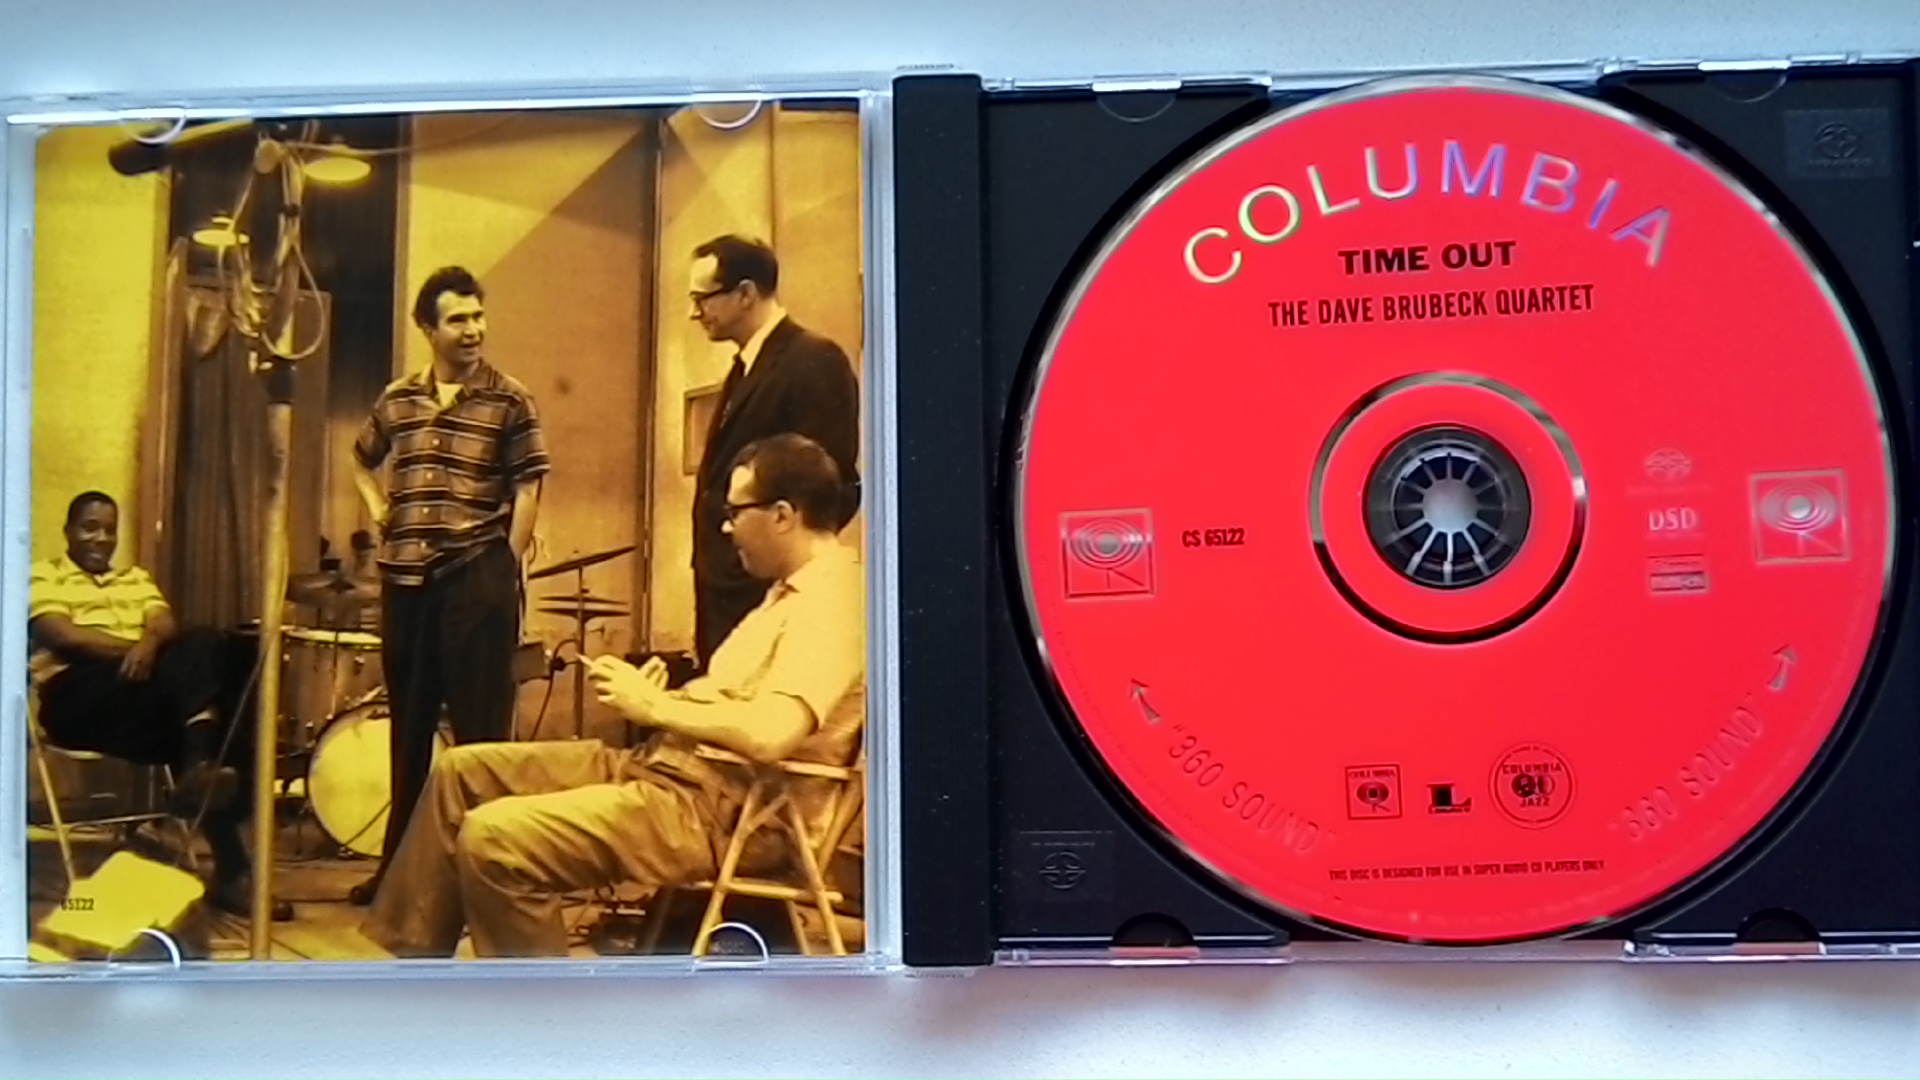 65122
COLUMBIA
TIME OUT
THE DAVE BRUBECK QUARTET
CS 65122
DSD
"360 SOUND"
"360 SOUND"
COLUMBIA
L
COLUMBIA
JAZZ
THIS DISC IS DESIGNED FOR USE IN SUPER AUDIO CD PLAYERS ONLY